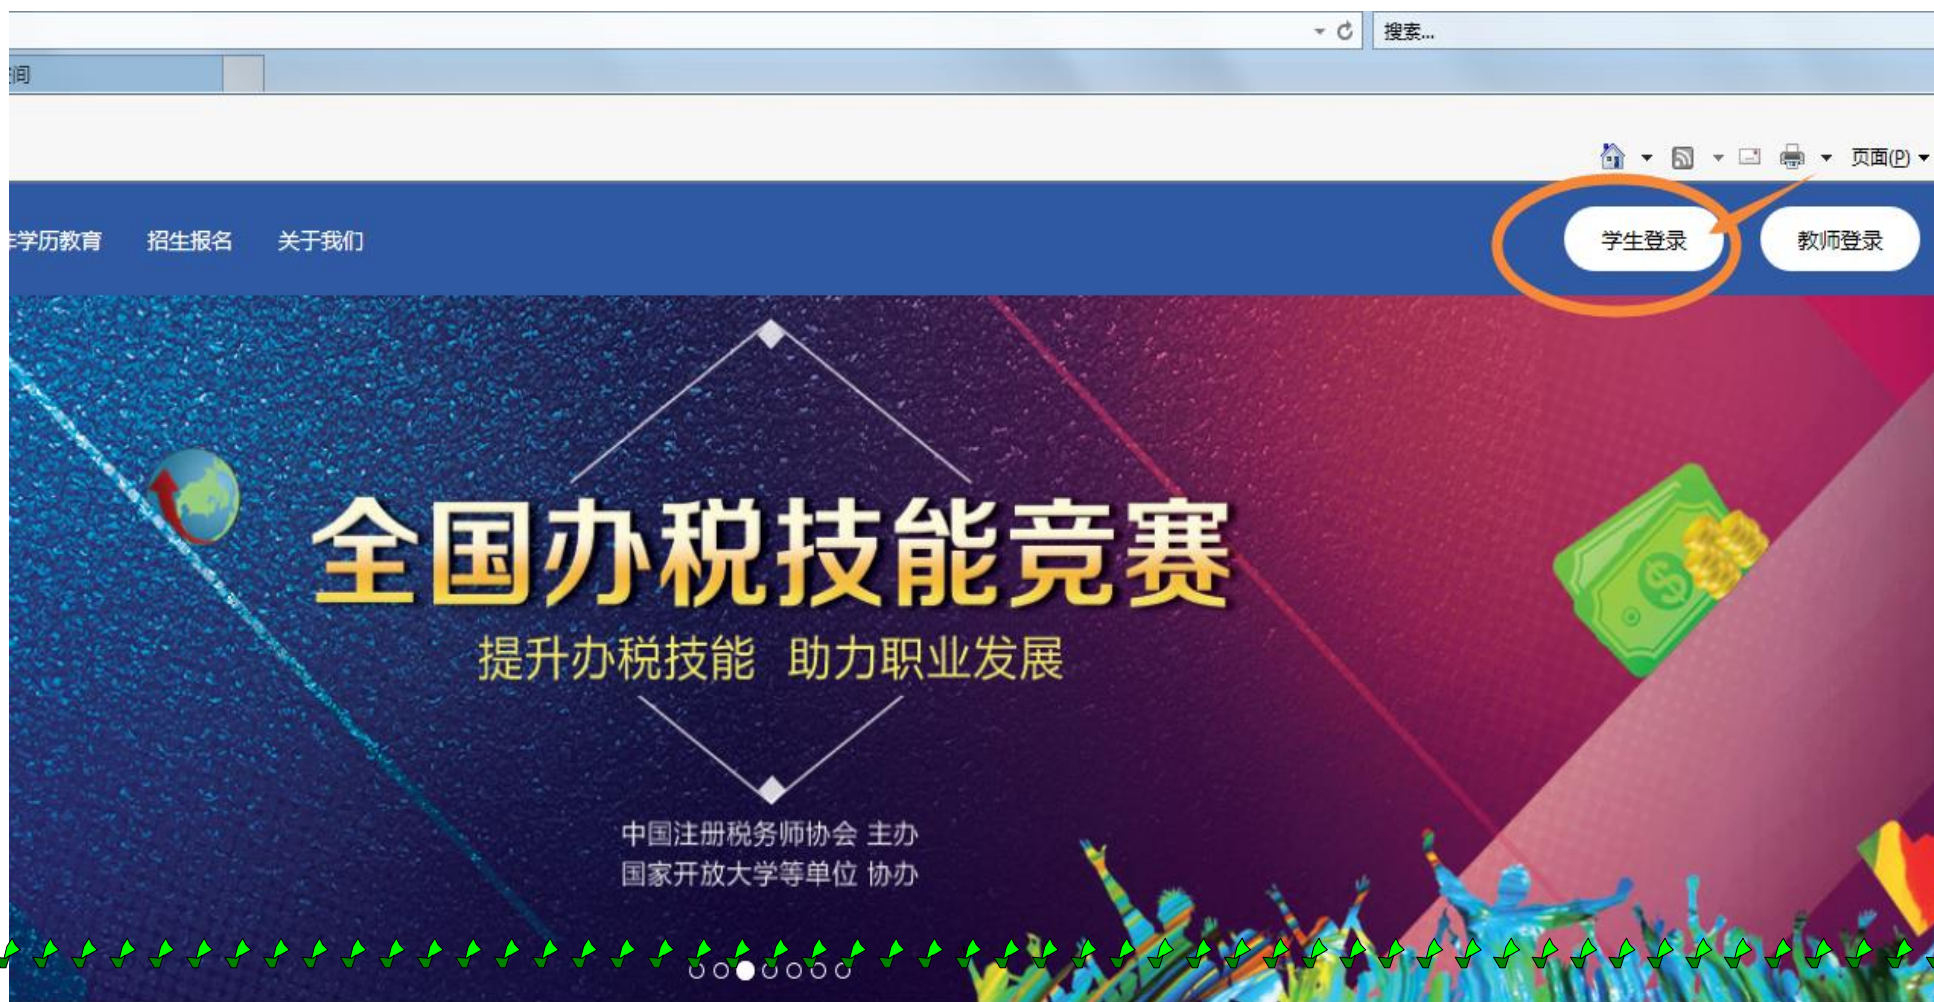 搜索...
间
页面(P)
学历教育 招生报名 关于我们 学生登录 教师登录
全国办税技能竞赛
提升办税技能 助力职业发展
中国注册税务师协会 主办
国家开放大学等单位 协办